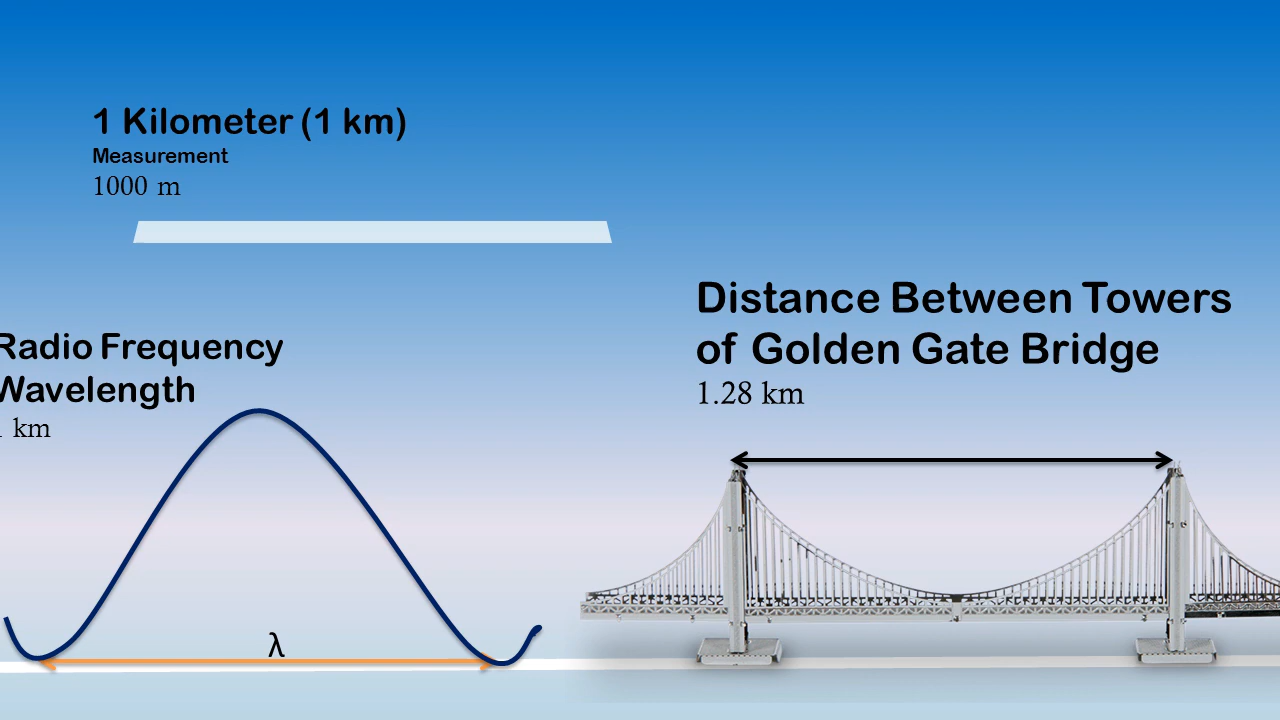 1 Kilometer (1 km)
Measurement
1000 m
Distance Between Towers
of Golden Gate Bridge
1.28 km
Radio Frequency
Wavelength
1 km
λ